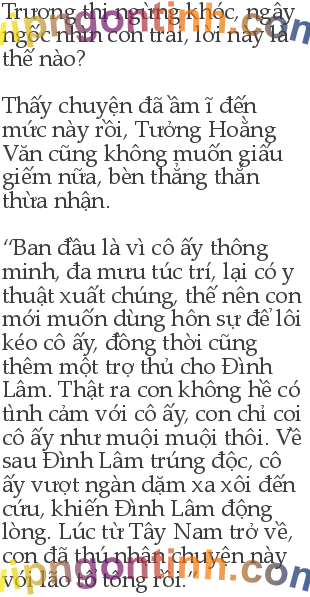 Trương thị ngừng khóc, ngây
ngốc nhìn con trai, lời này là
thế nào?
Thấy chuyện đã ầm ĩ đến
mức này rồi, Tưởng Hoằng
Văn cũng không muốn giấu
giếm nữa, bèn thẳng thắn
thừa nhận.
“Ban đầu là vì cô ấy thông
minh, đa mưu túc trí, lại có y
thuật xuất chúng, thế nên con
mới muốn dùng hôn sự để lôi
kéo cô ấy, đồng thời cũng
thêm một trợ thủ cho Đình
Lâm. Thật ra con không hề có
tình cảm với cô ấy, con chỉ coi
cô ấy như muội muội thôi. Về
sau Đình Lâm trúng độc, cô
ấy vượt ngàn dặm xa xôi đến
cứu, khiến Đình Lâm động
lòng. Lúc từ Tây Nam trở về,
con đã thú nhận chuyện này
với lão tổ tông rồi.”
vipngontinh.com
vipngontinh.com